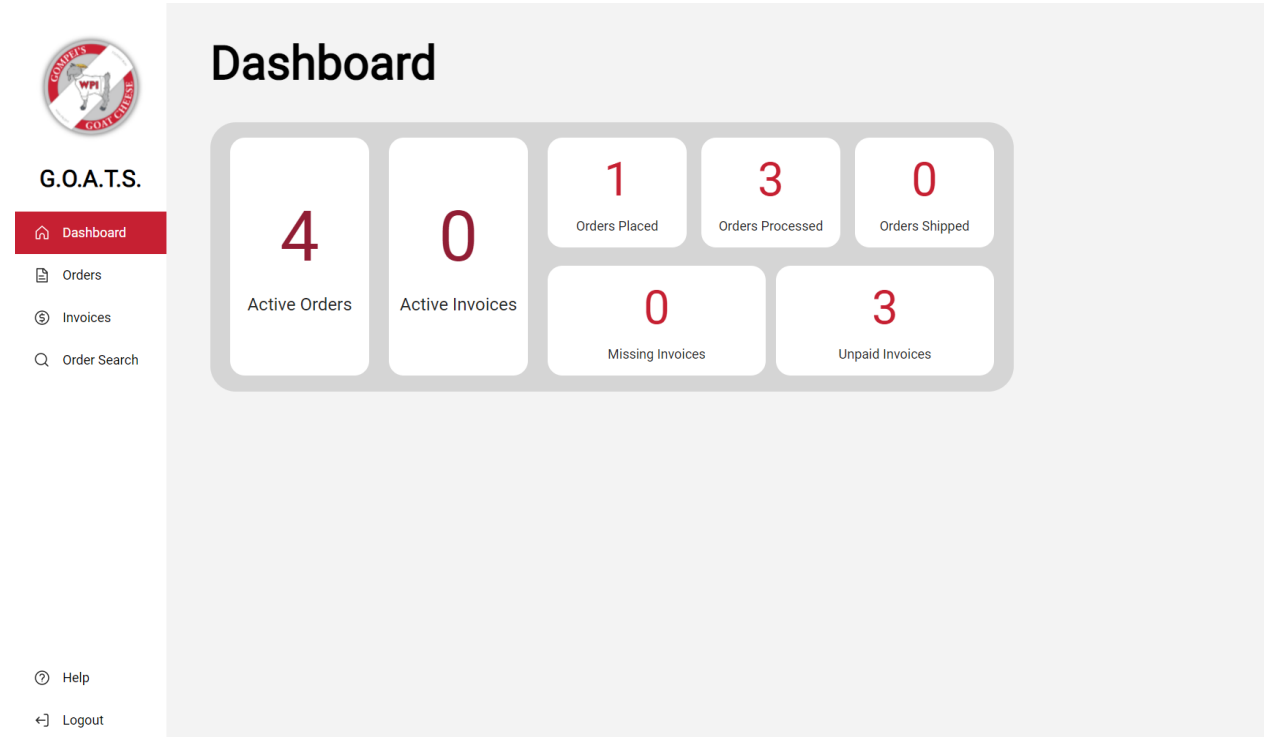 GOMPEI'S
WPI
GOAT CHEESE
G.O.A.T.S.
Dashboard
Orders
Invoices
Order Search
Help
Logout
Dashboard
4
Active Orders
0
Active Invoices
1
Orders Placed
3
Orders Processed
0
Orders Shipped
0
Missing Invoices
3
Unpaid Invoices